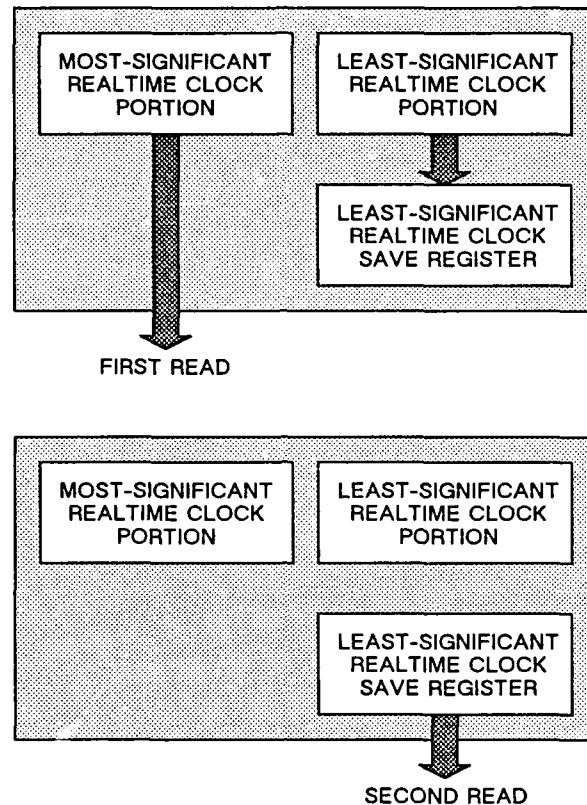 MOST-SIGNIFICANT
REALTIME CLOCK
PORTION
LEAST-SIGNIFICANT
REALTIME CLOCK
PORTION
LEAST-SIGNIFICANT
REALTIME CLOCK
SAVE REGISTER
FIRST READ
MOST-SIGNIFICANT
REALTIME CLOCK
PORTION
LEAST-SIGNIFICANT
REALTIME CLOCK
PORTION
LEAST-SIGNIFICANT
REALTIME CLOCK
SAVE REGISTER
SECOND READ